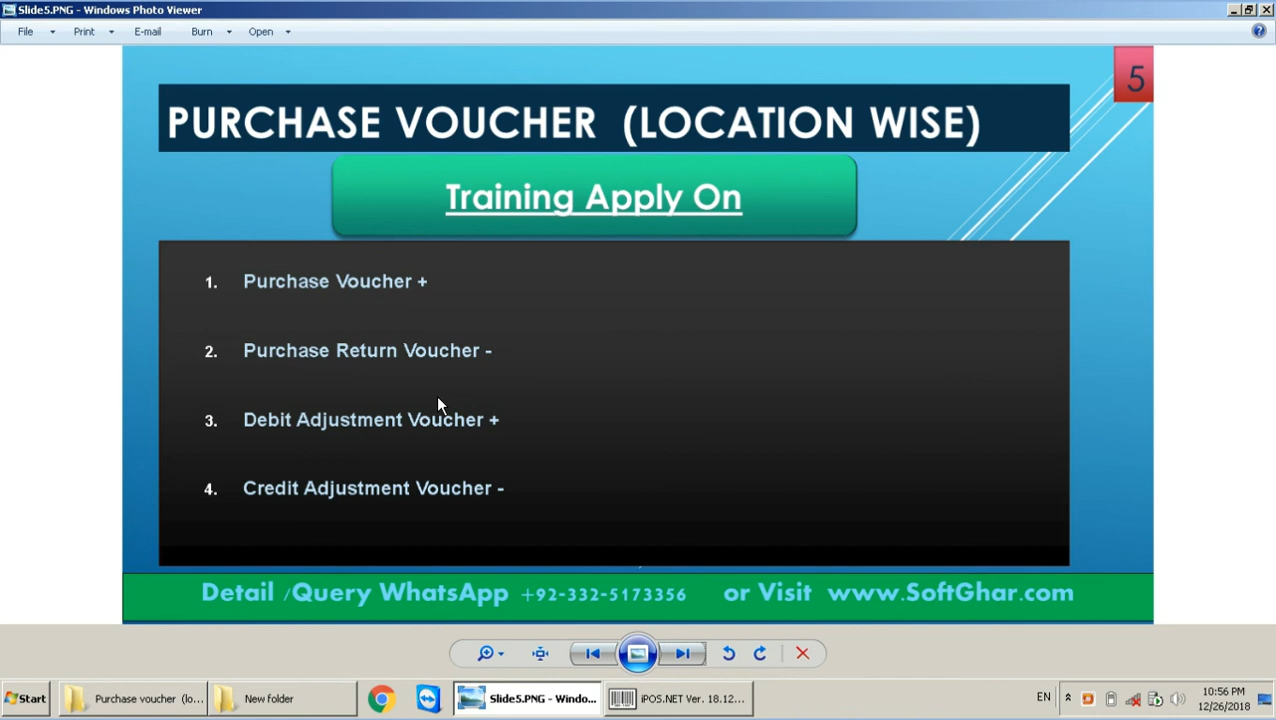 Slide5.PNG - Windows Photo Viewer
File Print E-mail Burn Open
5
PURCHASE VOUCHER (LOCATION WISE)
Training Apply On
1. Purchase Voucher +
2. Purchase Return Voucher -
3. Debit Adjustment Voucher +
4. Credit Adjustment Voucher -
Detail /Query WhatsApp +92-332-5173356 or Visit www.SoftGhar.com
Start Purchase voucher (lo... New folder Slide5.PNG - Windo... iPOS.NET Ver. 18.12... EN 10:56 PM
12/26/2018